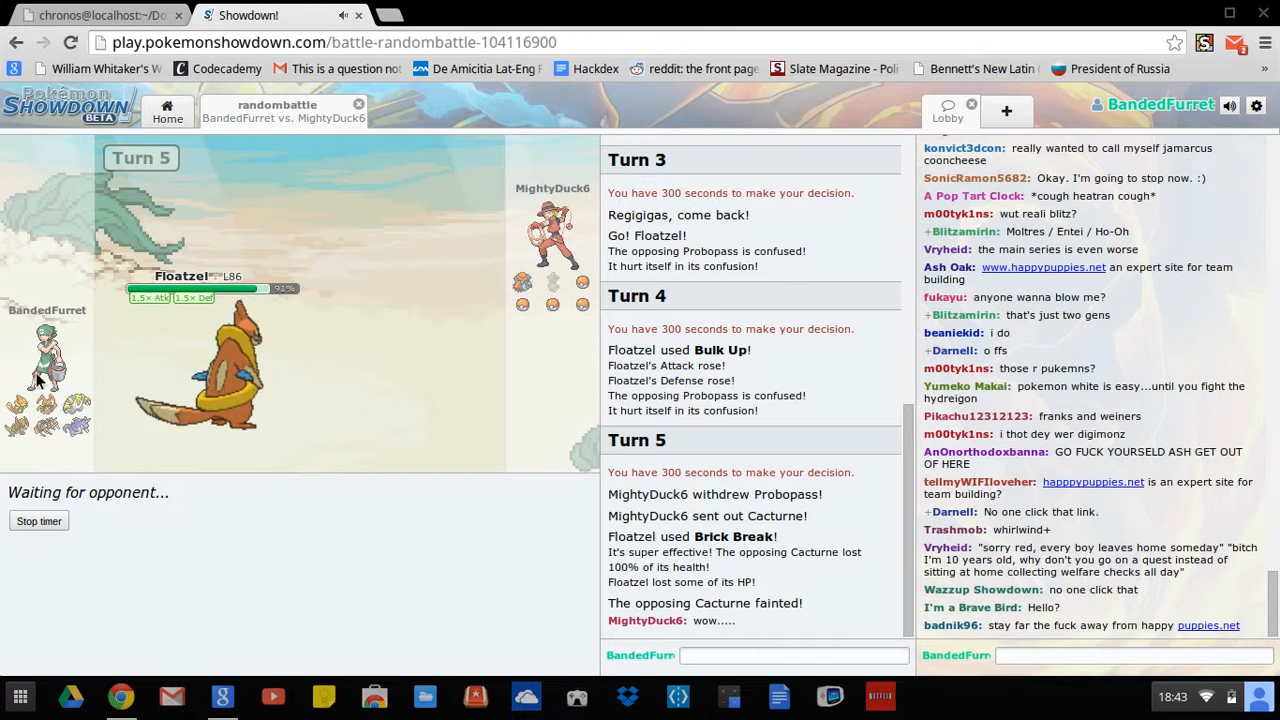 chronos@localhost:~/Do
Showdown!
play.pokemonshowdown.com/battle-randombattle-104116900
William Whitaker's W
Codecademy
This is a question not
De Amicitia Lat-Eng F
Hackdex
reddit: the front page
Slate Magazine - Poli
Bennett's New Latin
President of Russia
»
Pokémon
SHOWDOWN!
BETA
Home
randombattle
BandedFurret vs. MightyDuck6
Lobby
BandedFurret
Turn 5
MightyDuck6
Floatzel L86
91%
1.5× Atk 1.5× Def
BandedFurret
Waiting for opponent...
Stop timer
Turn 3
You have 300 seconds to make your decision.
Regigigas, come back!
Go! Floatzel!
The opposing Probopass is confused!
It hurt itself in its confusion!
Turn 4
You have 300 seconds to make your decision.
Floatzel used Bulk Up!
Floatzel's Attack rose!
Floatzel's Defense rose!
The opposing Probopass is confused!
It hurt itself in its confusion!
Turn 5
You have 300 seconds to make your decision.
MightyDuck6 withdrew Probopass!
MightyDuck6 sent out Cacturne!
Floatzel used Brick Break!
It's super effective! The opposing Cacturne lost
100% of its health!
Floatzel lost some of its HP!
The opposing Cacturne fainted!
MightyDuck6: wow.....
BandedFurr
konvict3dcon: really wanted to call myself jamarcus
cooncheese
SonicRamon5682: Okay. I'm going to stop now. :)
A Pop Tart Clock: *cough heatran cough*
m00tyk1ns: wut reali blitz?
+Blitzamirin: Moltres / Entei / Ho-Oh
Vryheid: the main series is even worse
Ash Oak: www.happypuppies.net an expert site for team
building
fukayu: anyone wanna blow me?
+Blitzamirin: that's just two gens
beaniekid: i do
+Darnell: o ffs
m00tyk1ns: those r pukemns?
Yumeko Makai: pokemon white is easy...until you fight the
hydreigon
Pikachu12312123: franks and weiners
m00tyk1ns: i thot dey wer digimonz
AnOnorthodoxbanna: GO FUCK YOURSELD ASH GET OUT
OF HERE
tellmyWIFIloveher: happpypuppies.net is an expert site for
team building?
+Darnell: No one click that link.
Trashmob: whirlwind+
Vryheid: "sorry red, every boy leaves home someday" "bitch
I'm 10 years old, why don't you go on a quest instead of
sitting at home collecting welfare checks all day"
Wazzup Showdown: no one click that
I'm a Brave Bird: Hello?
badnik96: stay far the fuck away from happy puppies.net
BandedFurr
NETFLIX
18:43